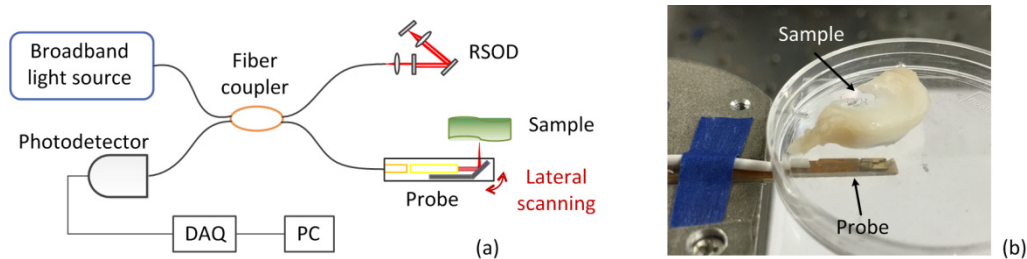 Broadband
light source
Fiber
coupler
RSOD
Photodetector
Sample
Probe
Lateral
scanning
DAQ
PC
(a)
Sample
Probe
(b)